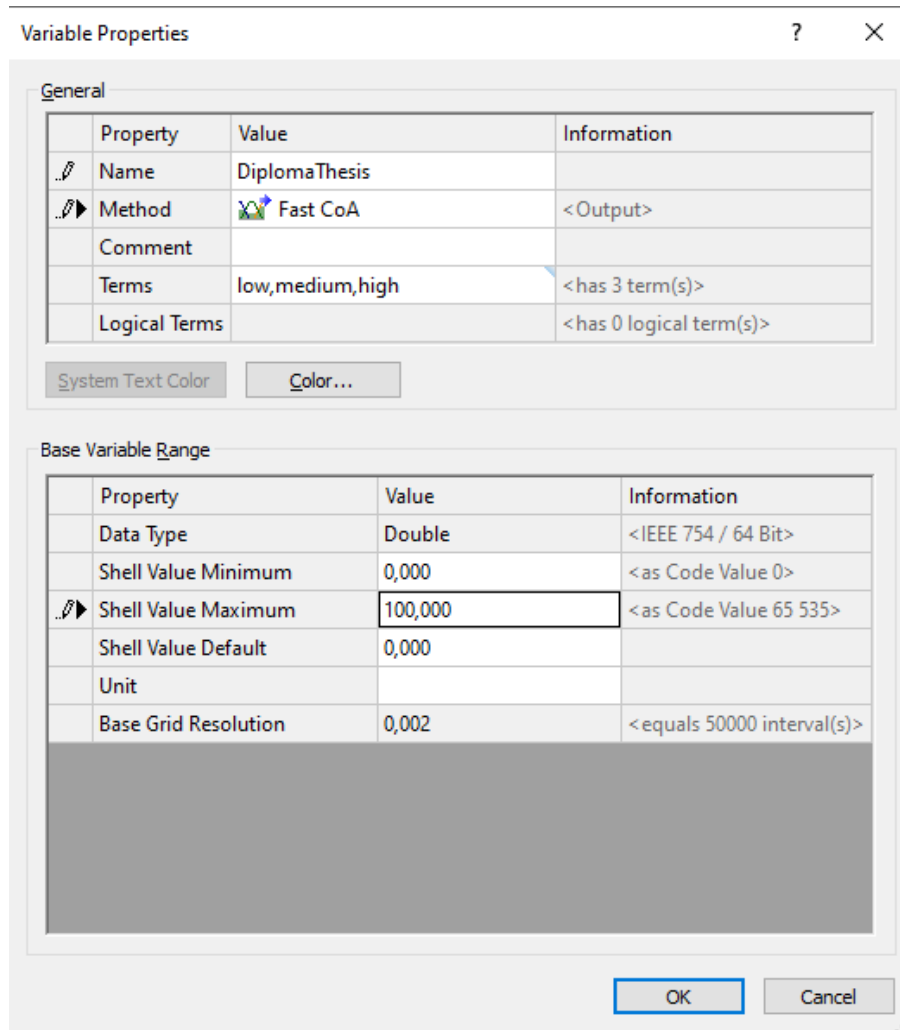 Variable Properties ? ×
General
Property Value Information
Name DiplomaThesis
Method Fast CoA <Output>
Comment
Terms low,medium,high <has 3 term(s)>
Logical Terms <has 0 logical term(s)>
System Text Color Color...
Base Variable Range
Property Value Information
Data Type Double <IEEE 754 / 64 Bit>
Shell Value Minimum 0,000 <as Code Value 0>
Shell Value Maximum 100,000 <as Code Value 65 535>
Shell Value Default 0,000
Unit
Base Grid Resolution 0,002 <equals 50000 interval(s)>
OK Cancel